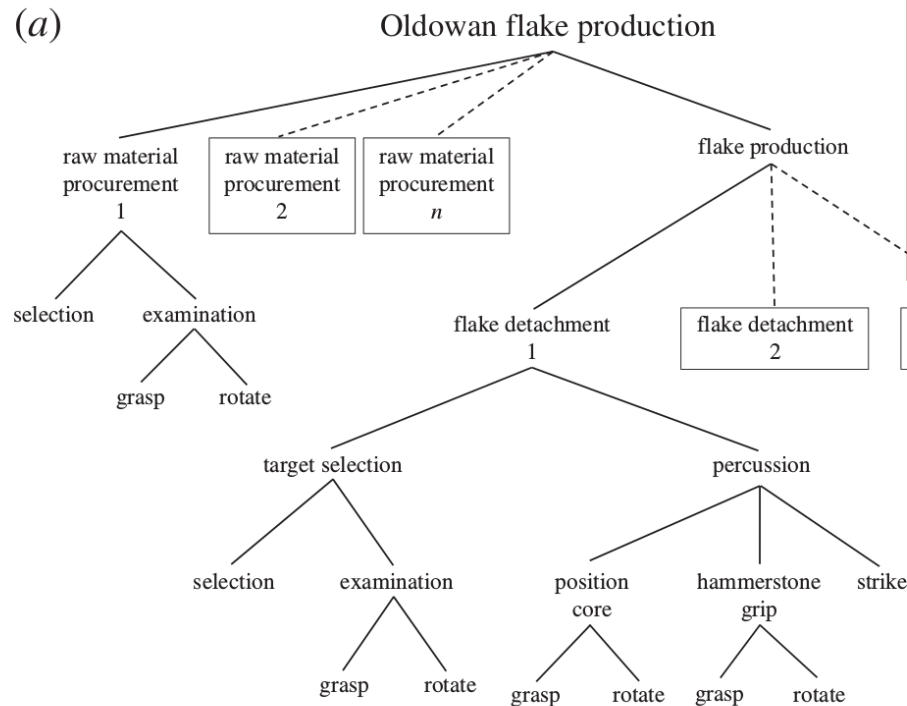 (a)
Oldowan flake production
raw material
procurement
1
raw material
procurement
2
raw material
procurement
n
flake production
selection
examination
grasp
rotate
flake detachment
1
flake detachment
2
target selection
percussion
selection
examination
grasp
rotate
position
core
grasp
rotate
hammerstone
grip
grasp
rotate
strike